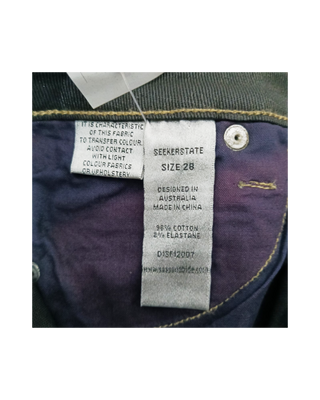 IT IS CHARACTERISTIC
OF THIS FABRIC
TO TRANSFER COLOUR.
AVOID CONTACT
WITH LIGHT
COLOUR FABRICS
OR UPHOLSTERY
SEEKERSTATE
SIZE 28
DESIGNED IN
AUSTRALIA
MADE IN CHINA
98% COTTON
2% ELASTANE